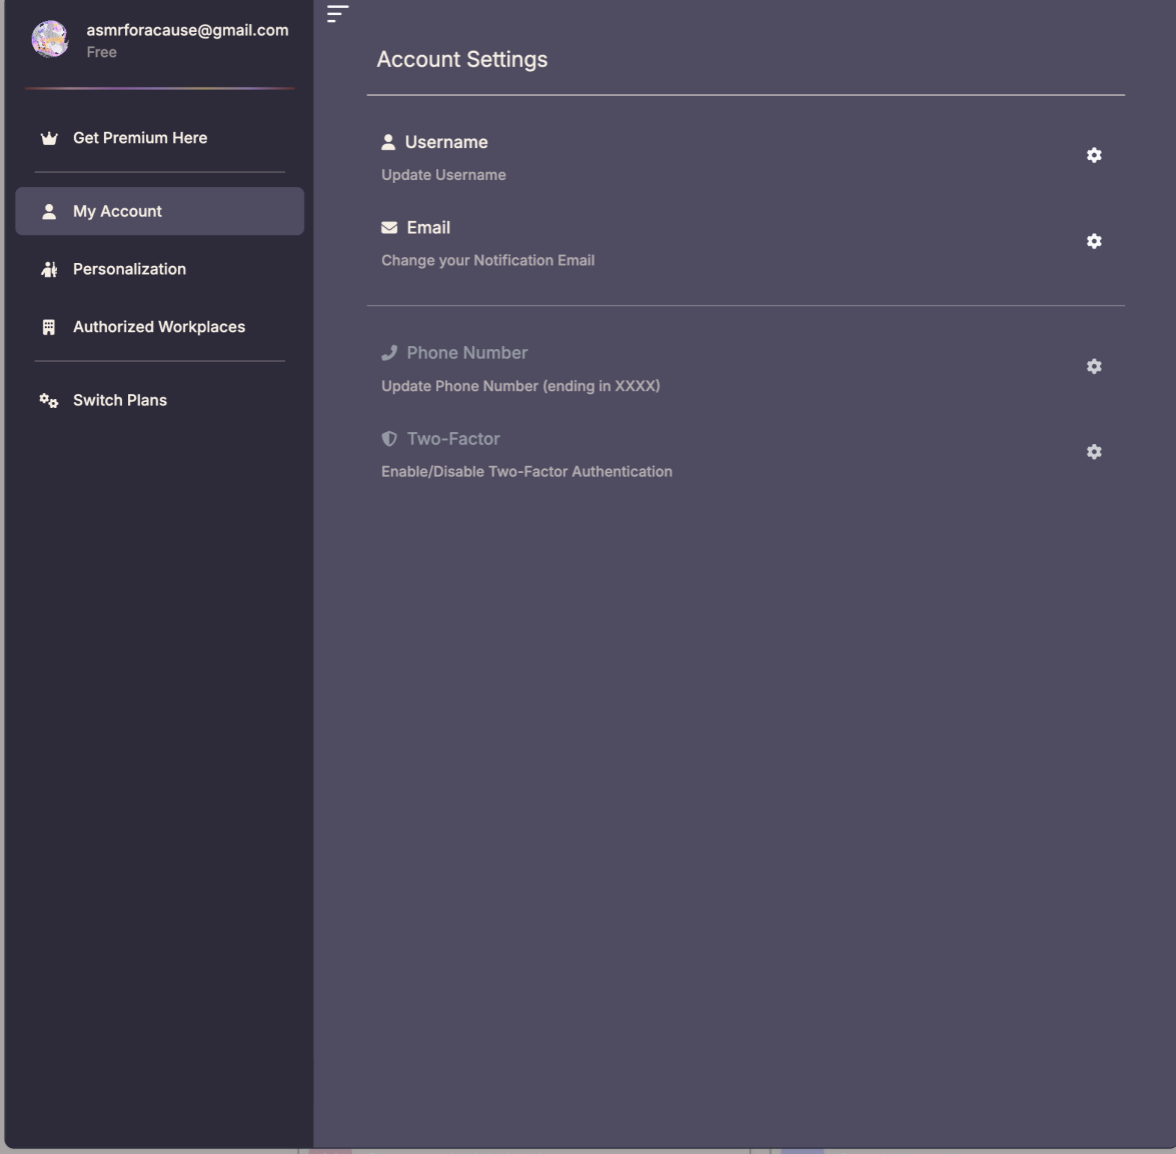 asmrforacause@gmail.com
Free
Get Premium Here
My Account
Personalization
Authorized Workplaces
Switch Plans
Account Settings
Username
Update Username
Email
Change your Notification Email
Phone Number
Update Phone Number (ending in XXXX)
Two-Factor
Enable/Disable Two-Factor Authentication